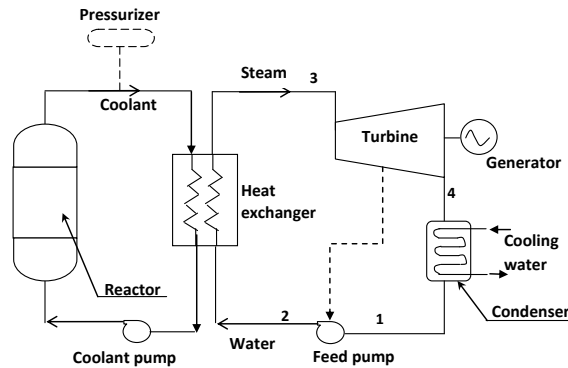 Pressurizer
Steam
3
Coolant
Turbine
Generator
4
Heat
exchanger
Cooling
water
Reactor
2
1
Condenser
Water
Coolant pump
Feed pump